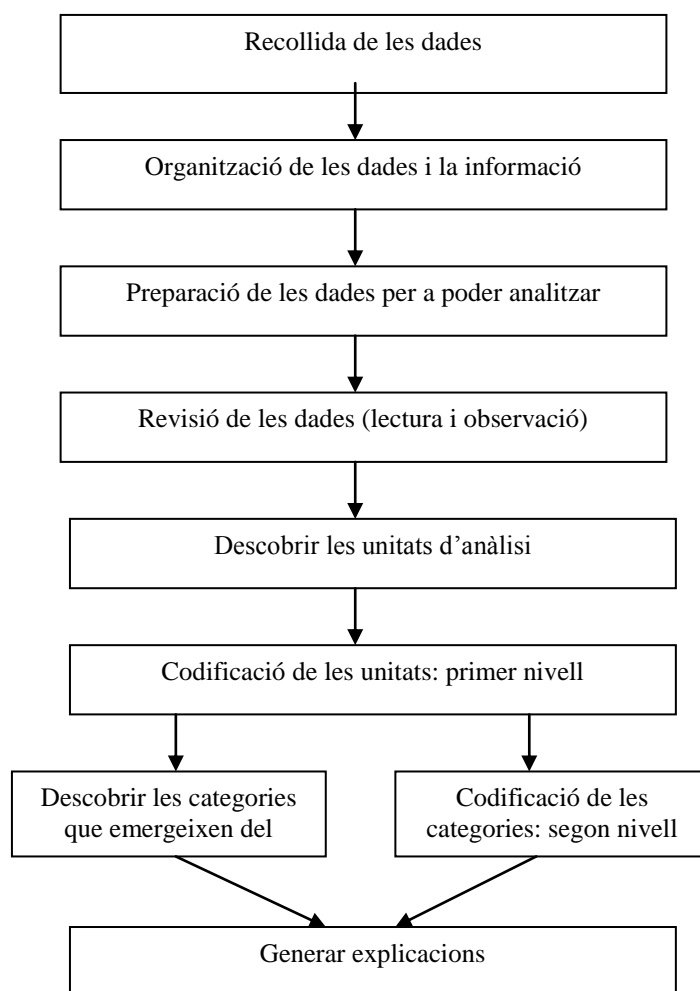 Recollida de les dades
Organització de les dades i la informació
Preparació de les dades per a poder analitzar
Revisió de les dades (lectura i observació)
Descobrir les unitats d’anàlisi
Codificació de les unitats: primer nivell
Descobrir les categories
que emergeixen del
Codificació de les
categories: segon nivell
Generar explicacions